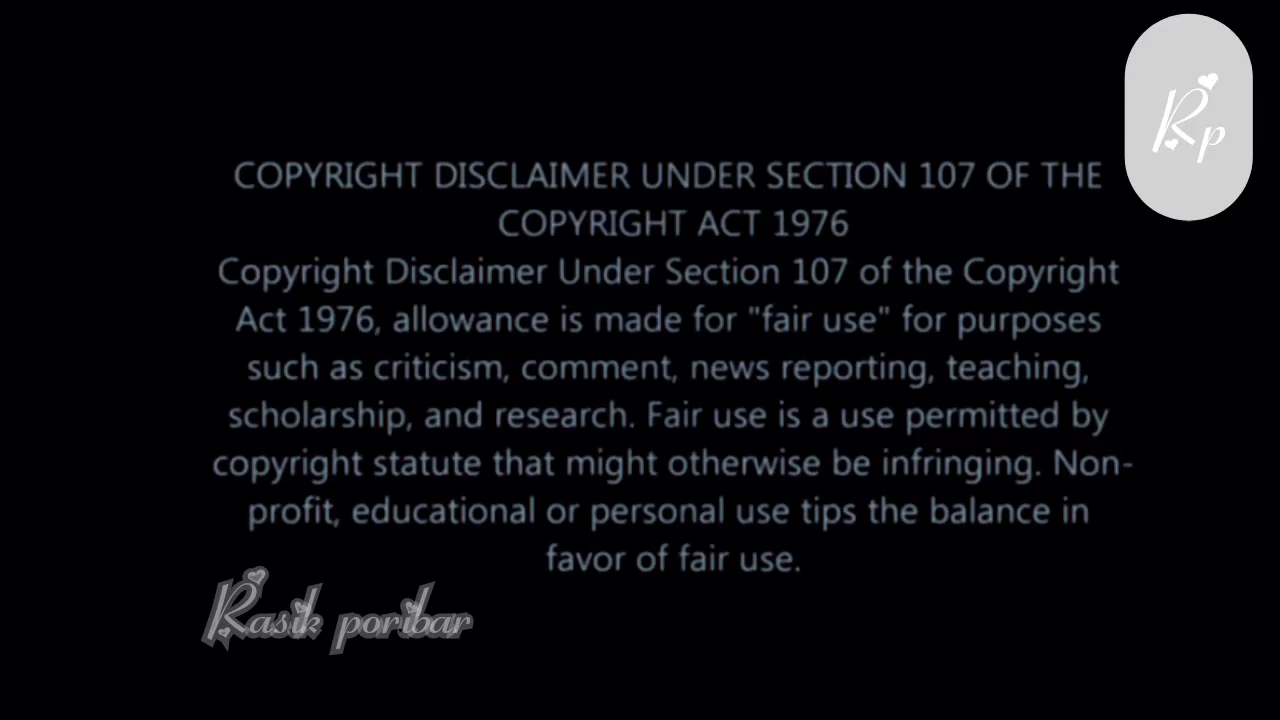 Rp
COPYRIGHT DISCLAIMER UNDER SECTION 107 OF THE
COPYRIGHT ACT 1976
Copyright Disclaimer Under Section 107 of the Copyright
Act 1976, allowance is made for "fair use" for purposes
such as criticism, comment, news reporting, teaching,
scholarship, and research. Fair use is a use permitted by
copyright statute that might otherwise be infringing. Non-
profit, educational or personal use tips the balance in
favor of fair use.
Rasik poribar